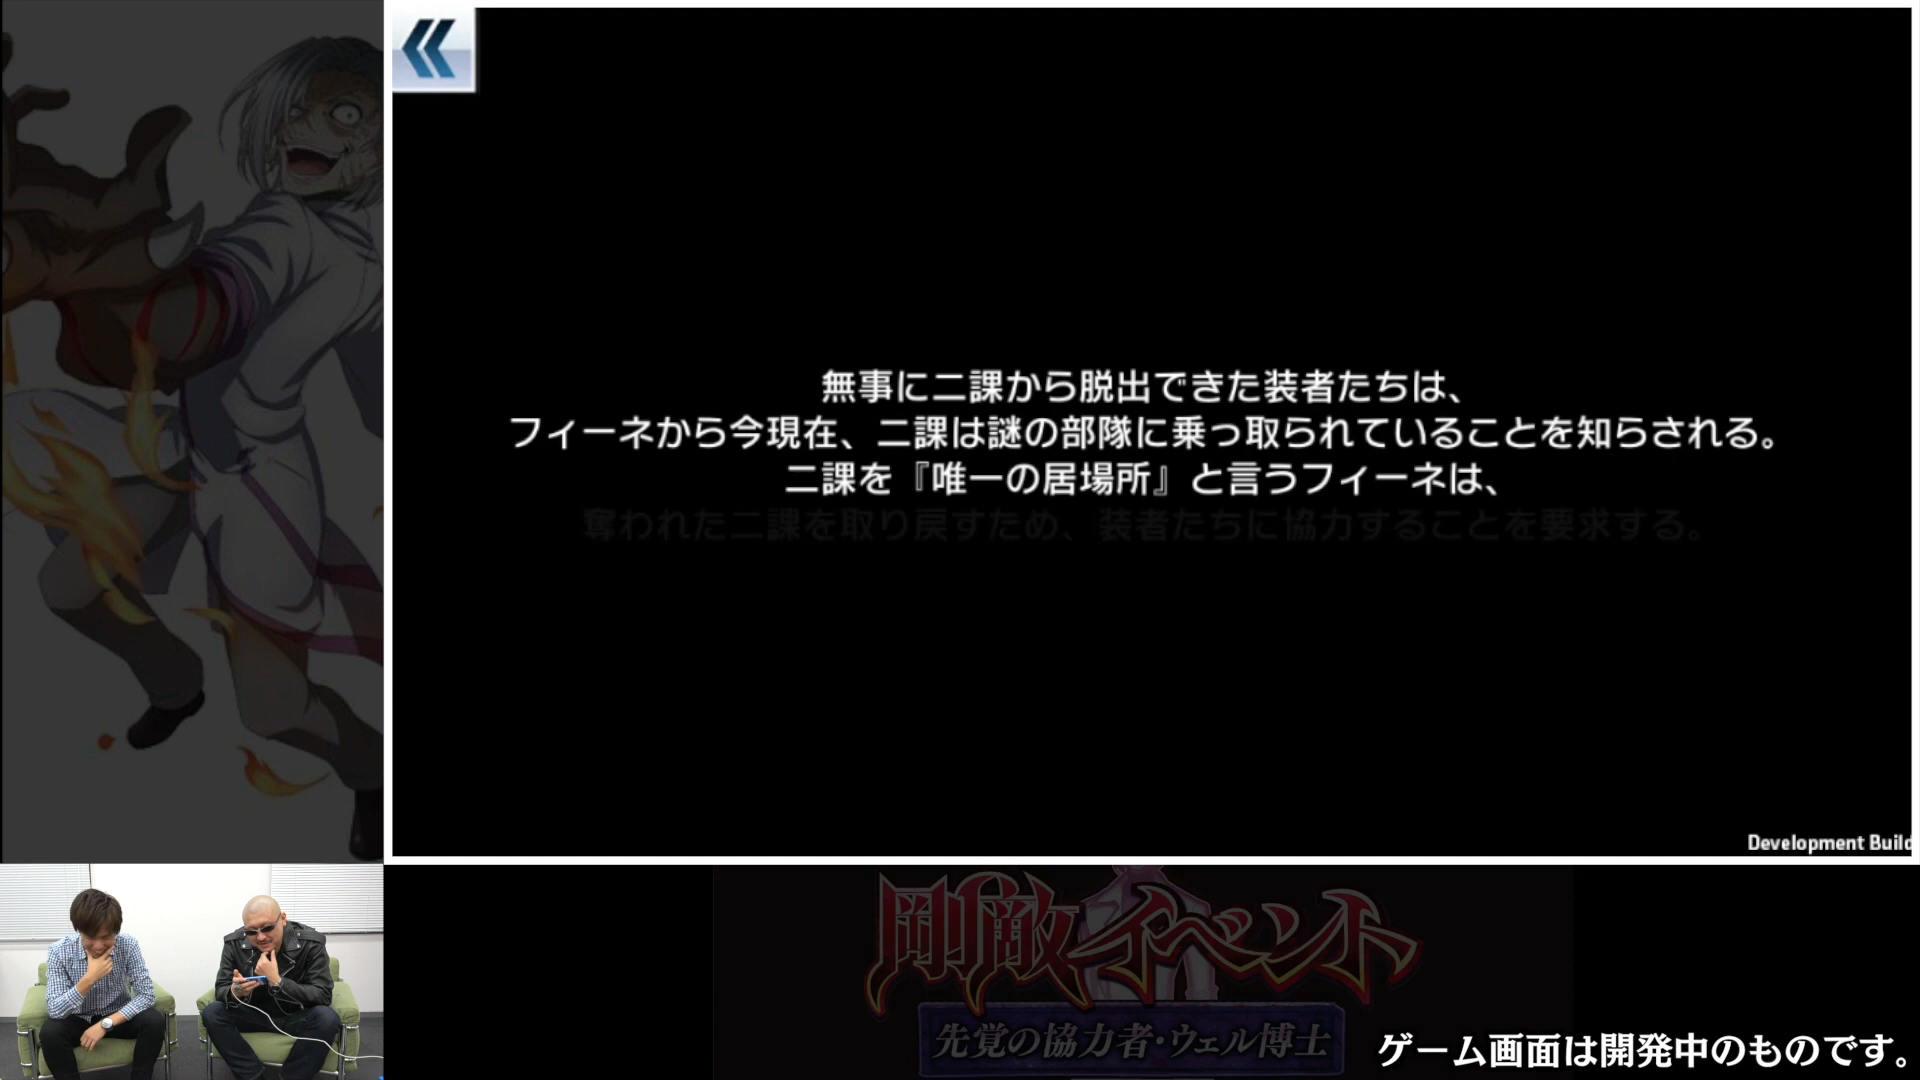 無事に二課から脱出できた装者たちは、
フィーネから今現在、二課は謎の部隊に乗っ取られていることを知らされる。
二課を『唯一の居場所』と言うフィーネは、
奪われた二課を取り戻すため、装者たちに協力することを要求する。
Development Build
剛敵イベント
先覚の協力者・ウェル博士
ゲーム画面は開発中のものです。